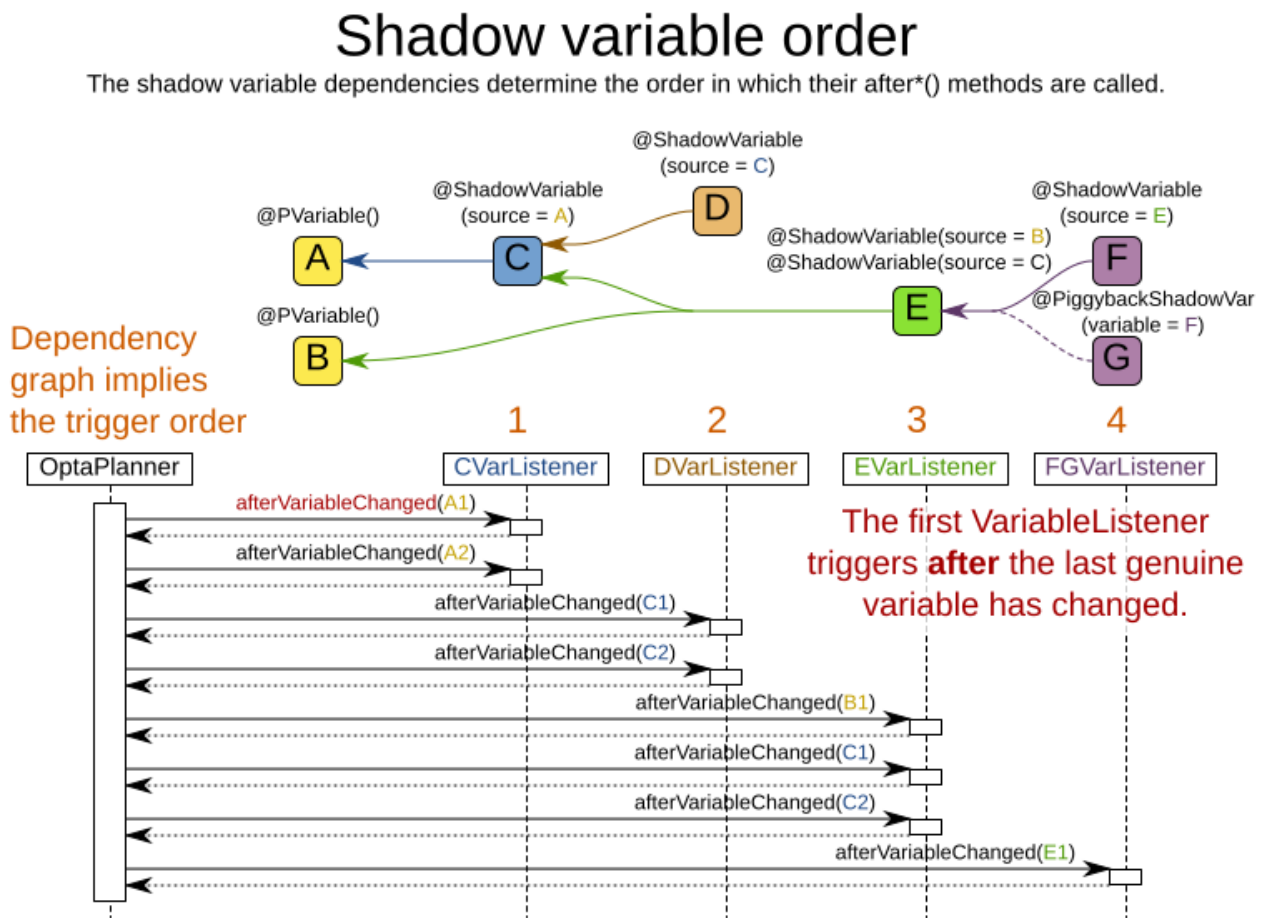 Shadow variable order
The shadow variable dependencies determine the order in which their after*() methods are called.
@ShadowVariable
(source = C)
D
@ShadowVariable
(source = A)
@ShadowVariable
(source = E)
@PVariable()
A
C
@ShadowVariable(source = B)
@ShadowVariable(source = C)
F
E
@PiggybackShadowVar
(variable = F)
@PVariable()
B
G
Dependency
graph implies
the trigger order
1
2
3
4
OptaPlanner
CVarListener
DVarListener
EVarListener
FGVarListener
afterVariableChanged(A1)
The first VariableListener
triggers after the last genuine
variable has changed.
afterVariableChanged(A2)
afterVariableChanged(C1)
afterVariableChanged(C2)
afterVariableChanged(B1)
afterVariableChanged(C1)
afterVariableChanged(C2)
afterVariableChanged(E1)